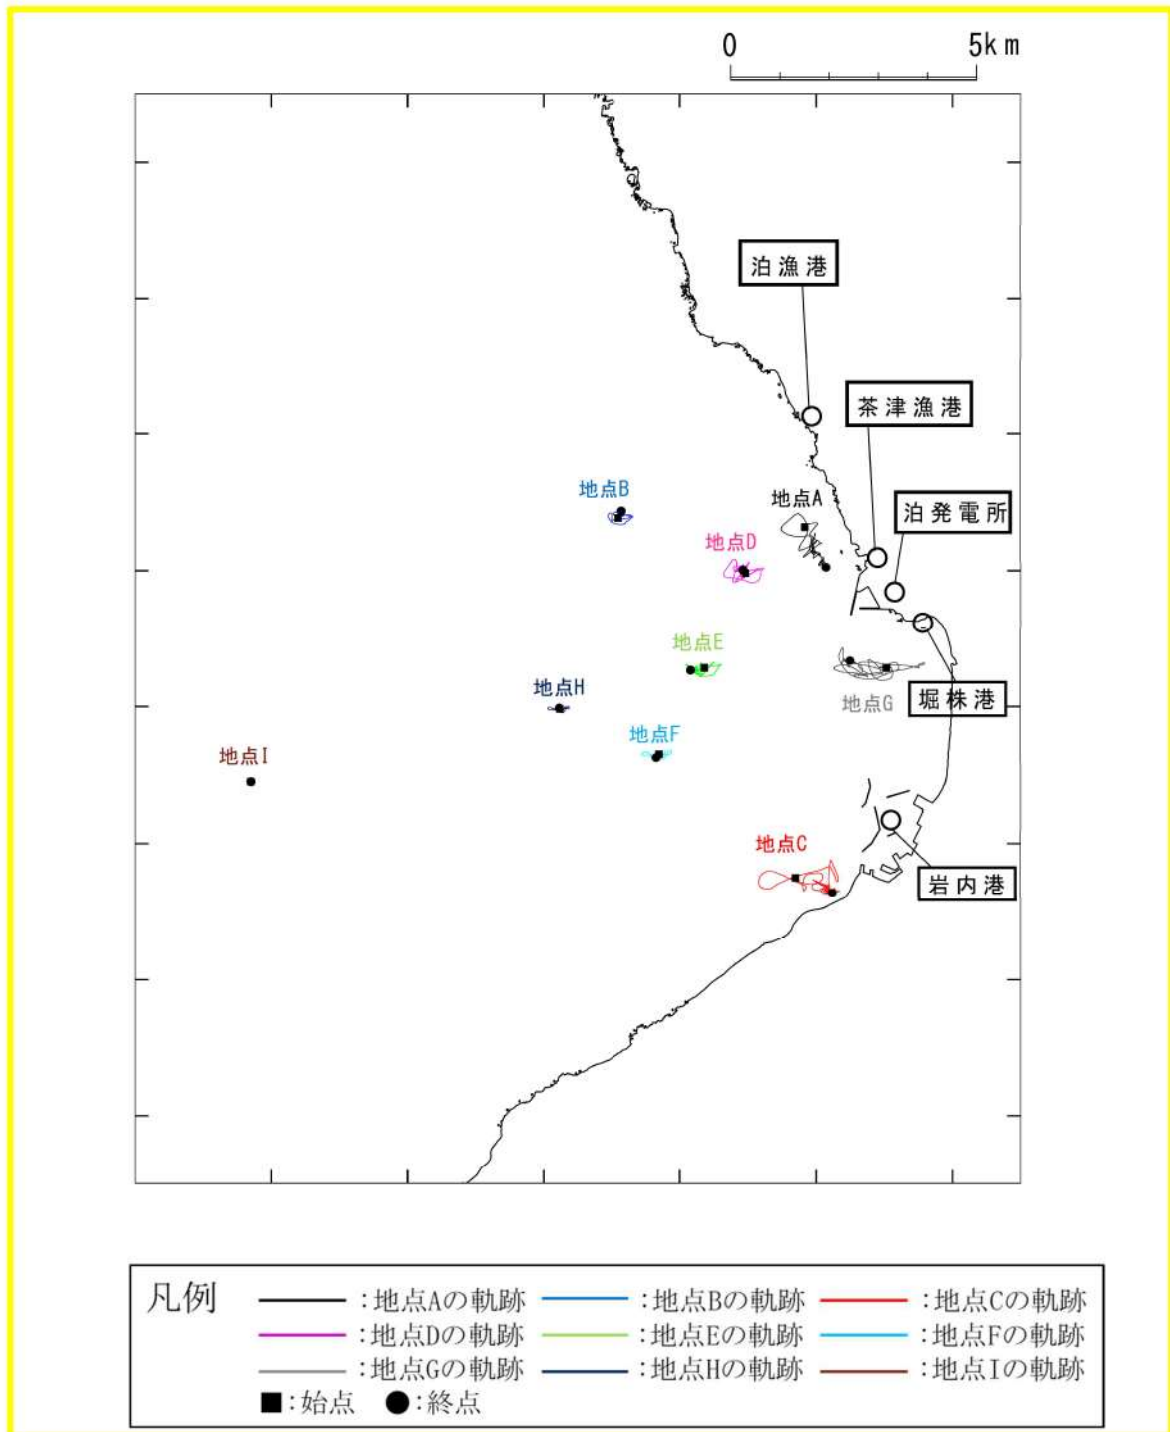 0 5km
泊漁港
茶津漁港
地点B
地点A
泊発電所
地点D
地点E
地点H
堀株港
地点G
地点F
地点I
地点C
岩内港
凡例 :地点Aの軌跡 :地点Bの軌跡 :地点Cの軌跡
:地点Dの軌跡 :地点Eの軌跡 :地点Fの軌跡
:地点Gの軌跡 :地点Hの軌跡 :地点Iの軌跡
■:始点 ●:終点